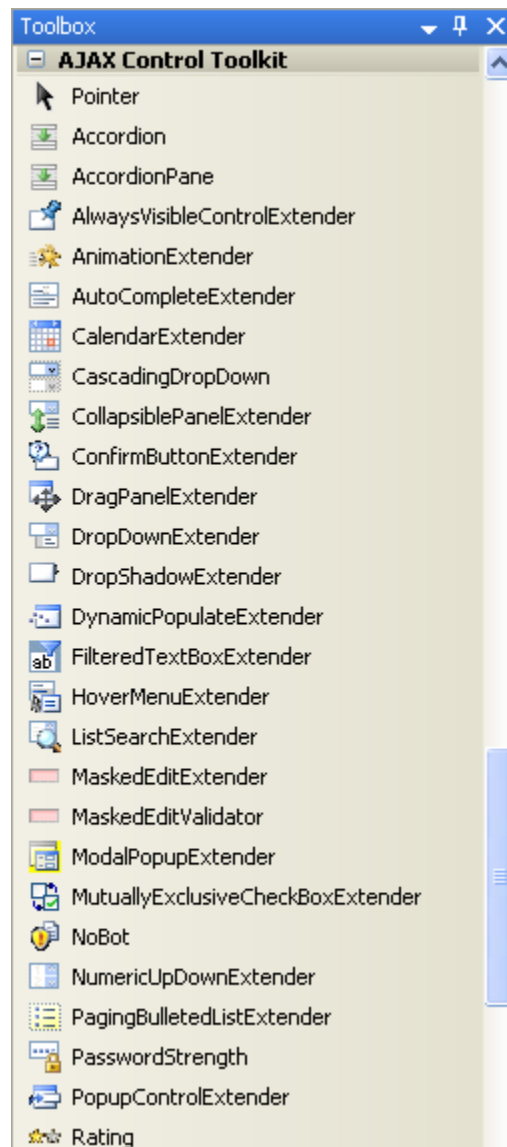 Toolbox
AJAX Control Toolkit
Pointer
Accordion
AccordionPane
AlwaysVisibleControlExtender
AnimationExtender
AutoCompleteExtender
CalendarExtender
CascadingDropDown
CollapsiblePanelExtender
ConfirmButtonExtender
DragPanelExtender
DropDownExtender
DropShadowExtender
DynamicPopulateExtender
FilteredTextBoxExtender
HoverMenuExtender
ListSearchExtender
MaskedEditExtender
MaskedEditValidator
ModalPopupExtender
MutuallyExclusiveCheckBoxExtender
NoBot
NumericUpDownExtender
PagingBulletedListExtender
PasswordStrength
PopupControlExtender
Rating